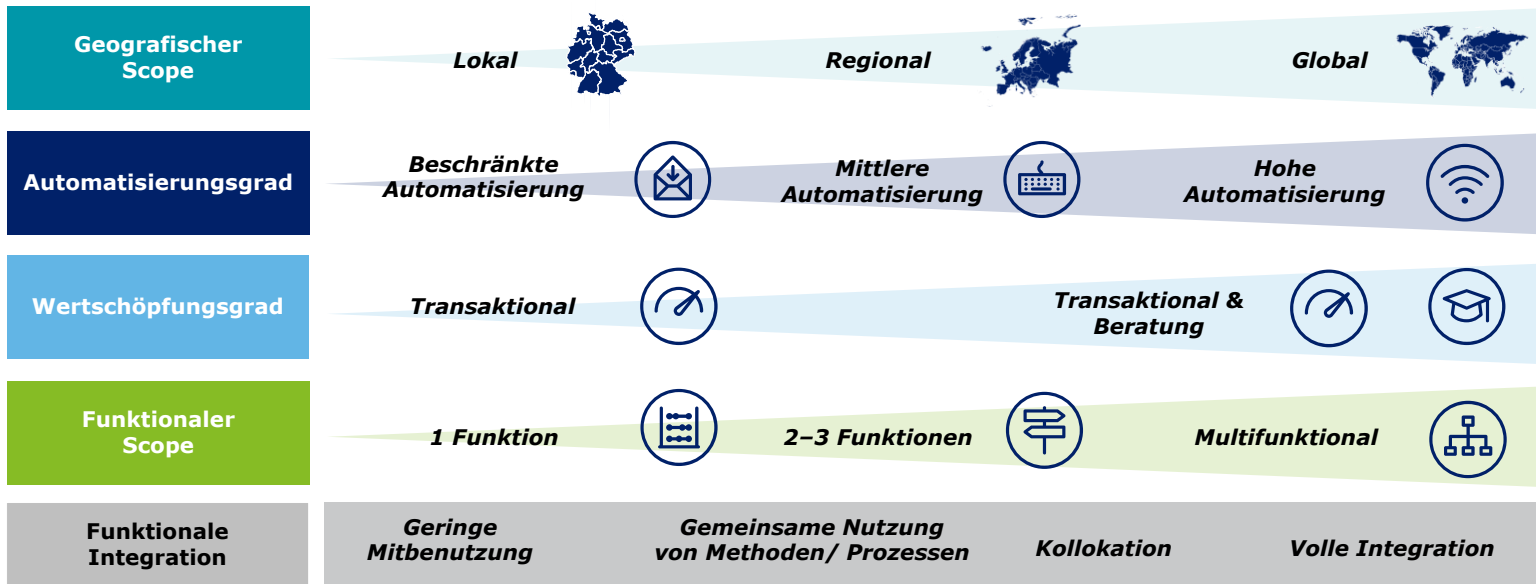 Geografischer
Scope
Lokal
Regional
Global
Automatisierungsgrad
Beschränkte
Automatisierung
Mittlere
Automatisierung
Hohe
Automatisierung
Wertschöpfungsgrad
Transaktional
Transaktional &
Beratung
Funktionaler
Scope
1 Funktion
2–3 Funktionen
Multifunktional
Funktionale
Integration
Geringe
Mitbenutzung
Gemeinsame Nutzung
von Methoden/ Prozessen
Kollokation
Volle Integration